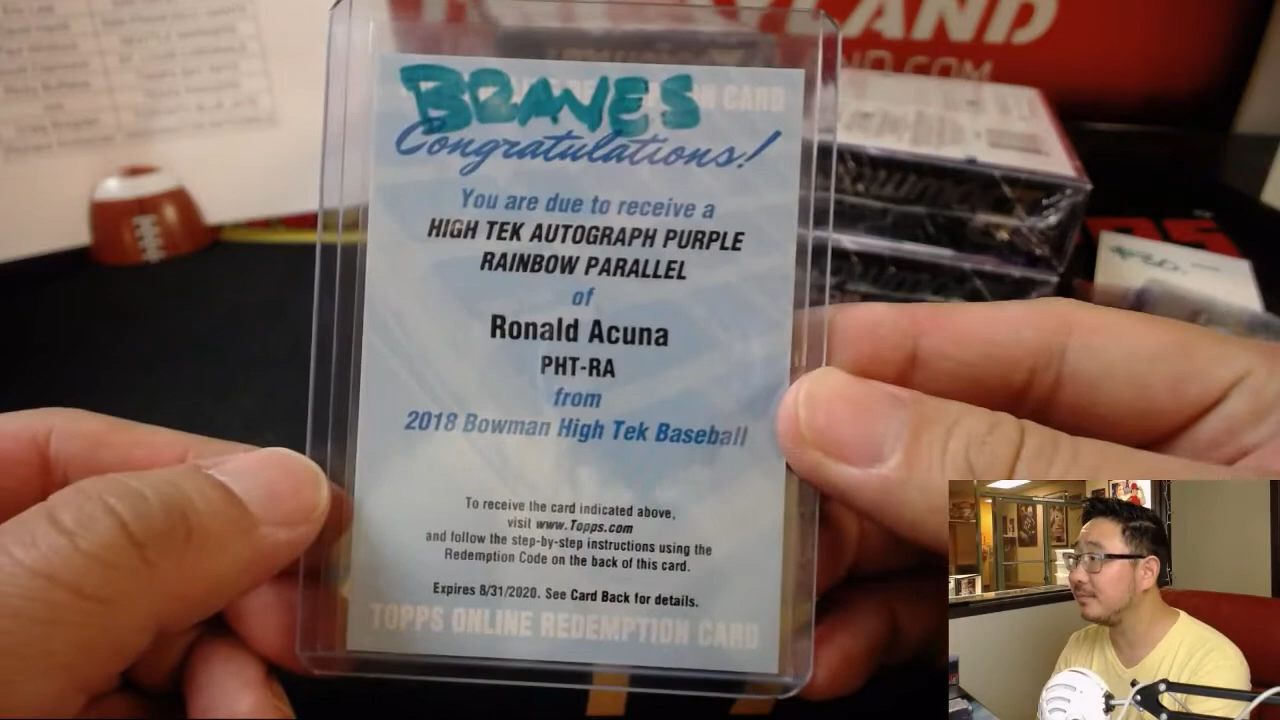 LAND
.COM
BRAVES
N CARD
Congratulations!
You are due to receive a
HIGH TEK AUTOGRAPH PURPLE
RAINBOW PARALLEL
of
Ronald Acuna
PHT-RA
from
2018 Bowman High Tek Baseball
To receive the card indicated above,
visit www.Topps.com
and follow the step-by-step instructions using the
Redemption Code on the back of this card.
Expires 8/31/2020. See Card Back for details.
TOPPS ONLINE REDEMPTION CARD